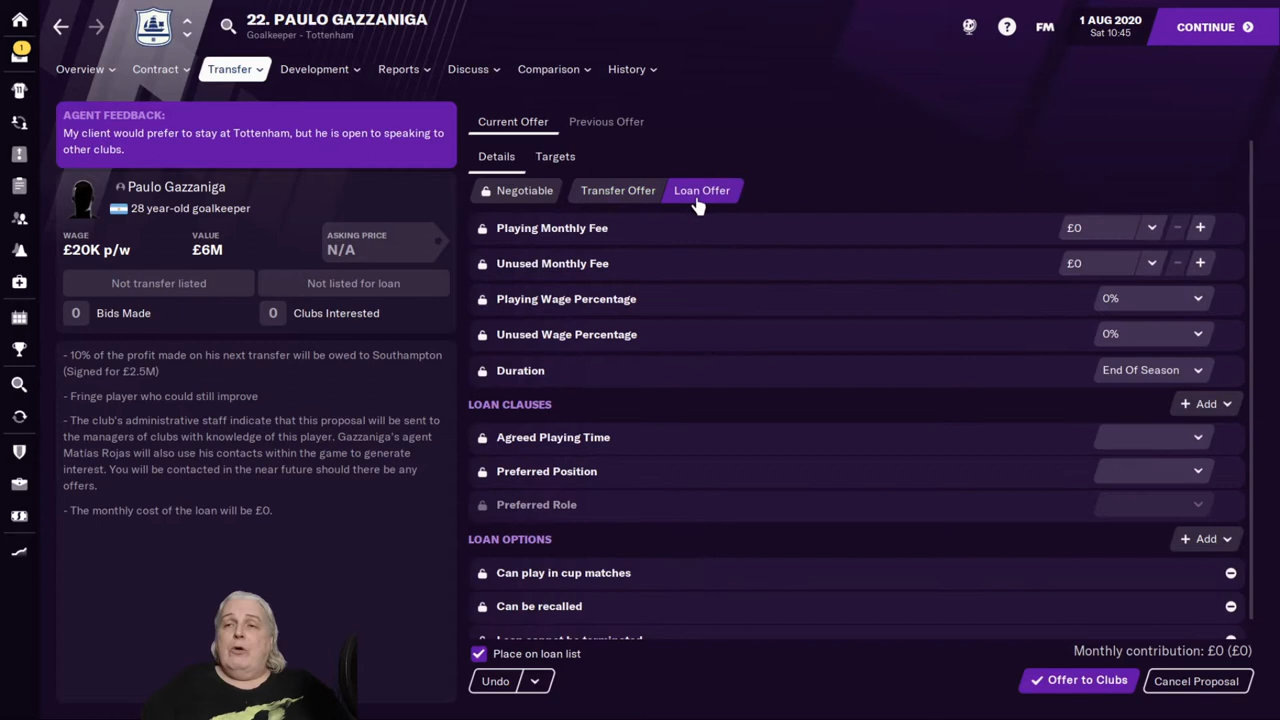 22. PAULO GAZZANIGA
Goalkeeper - Tottenham
FM
1 AUG 2020
Sat 10:45
CONTINUE
1
Overview
Contract
Transfer
Development
Reports
Discuss
Comparison
History
AGENT FEEDBACK:
My client would prefer to stay at Tottenham, but he is open to speaking to
other clubs.
Paulo Gazzaniga
28 year-old goalkeeper
WAGE
£20K p/w
VALUE
£6M
ASKING PRICE
N/A
Not transfer listed
Not listed for loan
0 Bids Made
0 Clubs Interested
- 10% of the profit made on his next transfer will be owed to Southampton
(Signed for £2.5M)
- Fringe player who could still improve
- The club's administrative staff indicate that this proposal will be sent to
the managers of clubs with knowledge of this player. Gazzaniga's agent
Matías Rojas will also use his contacts within the game to generate
interest. You will be contacted in the near future should there be any
offers.
- The monthly cost of the loan will be £0.
Current Offer
Previous Offer
Details
Targets
Negotiable
Transfer Offer
Loan Offer
Playing Monthly Fee £0
Unused Monthly Fee £0
Playing Wage Percentage 0%
Unused Wage Percentage 0%
Duration End Of Season
LOAN CLAUSES + Add
Agreed Playing Time
Preferred Position
Preferred Role
LOAN OPTIONS + Add
Can play in cup matches
Can be recalled
Loan cannot be terminated
Place on loan list
Monthly contribution: £0 (£0)
Undo
Offer to Clubs
Cancel Proposal